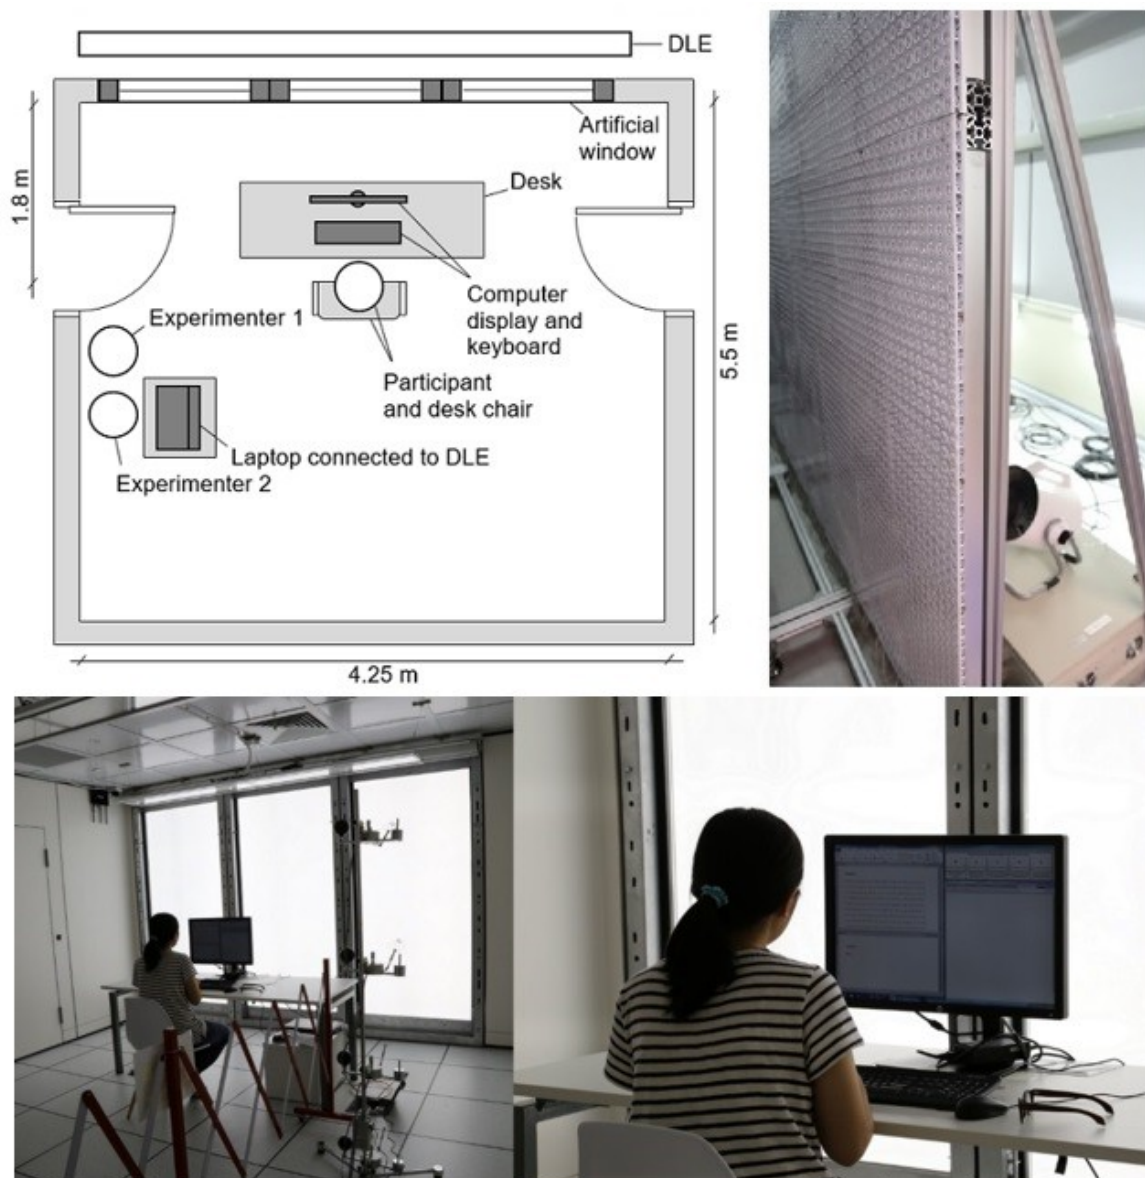 DLE
Artificial
window
1.8 m
Desk
Computer
display and
keyboard
Experimenter 1
5.5 m
Participant
and desk chair
Laptop connected to DLE
Experimenter 2
4.25 m